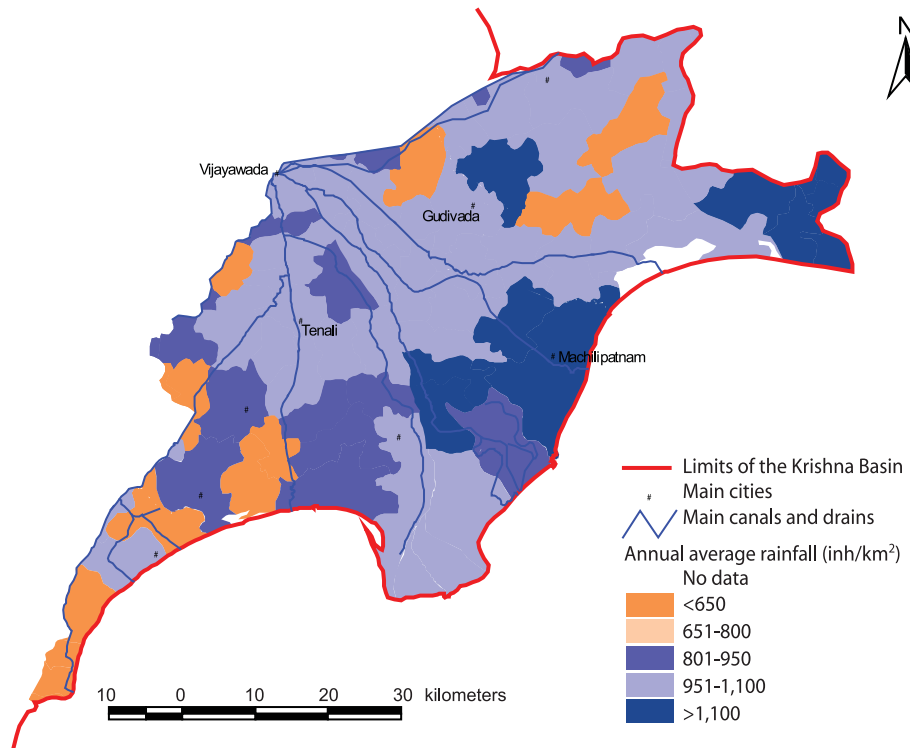 N
Vijayawada
#
#
Gudivada
#
#
Tenali
#
Machilipatnam
#
#
#
#
Limits of the Krishna Basin
# Main cities
Main canals and drains
Annual average rainfall (inh/km²)
No data
<650
651-800
801-950
951-1,100
>1,100
10 0 10 20 30 kilometers